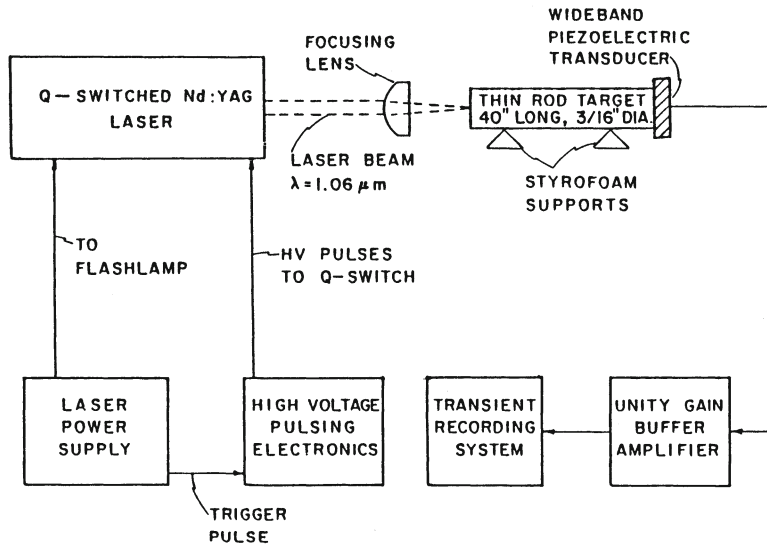 WIDEBAND
PIEZOELECTRIC
TRANSDUCER
FOCUSING
LENS
Q-SWITCHED Nd:YAG
LASER
THIN ROD TARGET
40" LONG, 3/16" DIA.
LASER BEAM
λ=1.06 μm
STYROFOAM
SUPPORTS
TO
FLASHLAMP
HV PULSES
TO Q-SWITCH
LASER
POWER
SUPPLY
HIGH VOLTAGE
PULSING
ELECTRONICS
TRANSIENT
RECORDING
SYSTEM
UNITY GAIN
BUFFER
AMPLIFIER
TRIGGER
PULSE